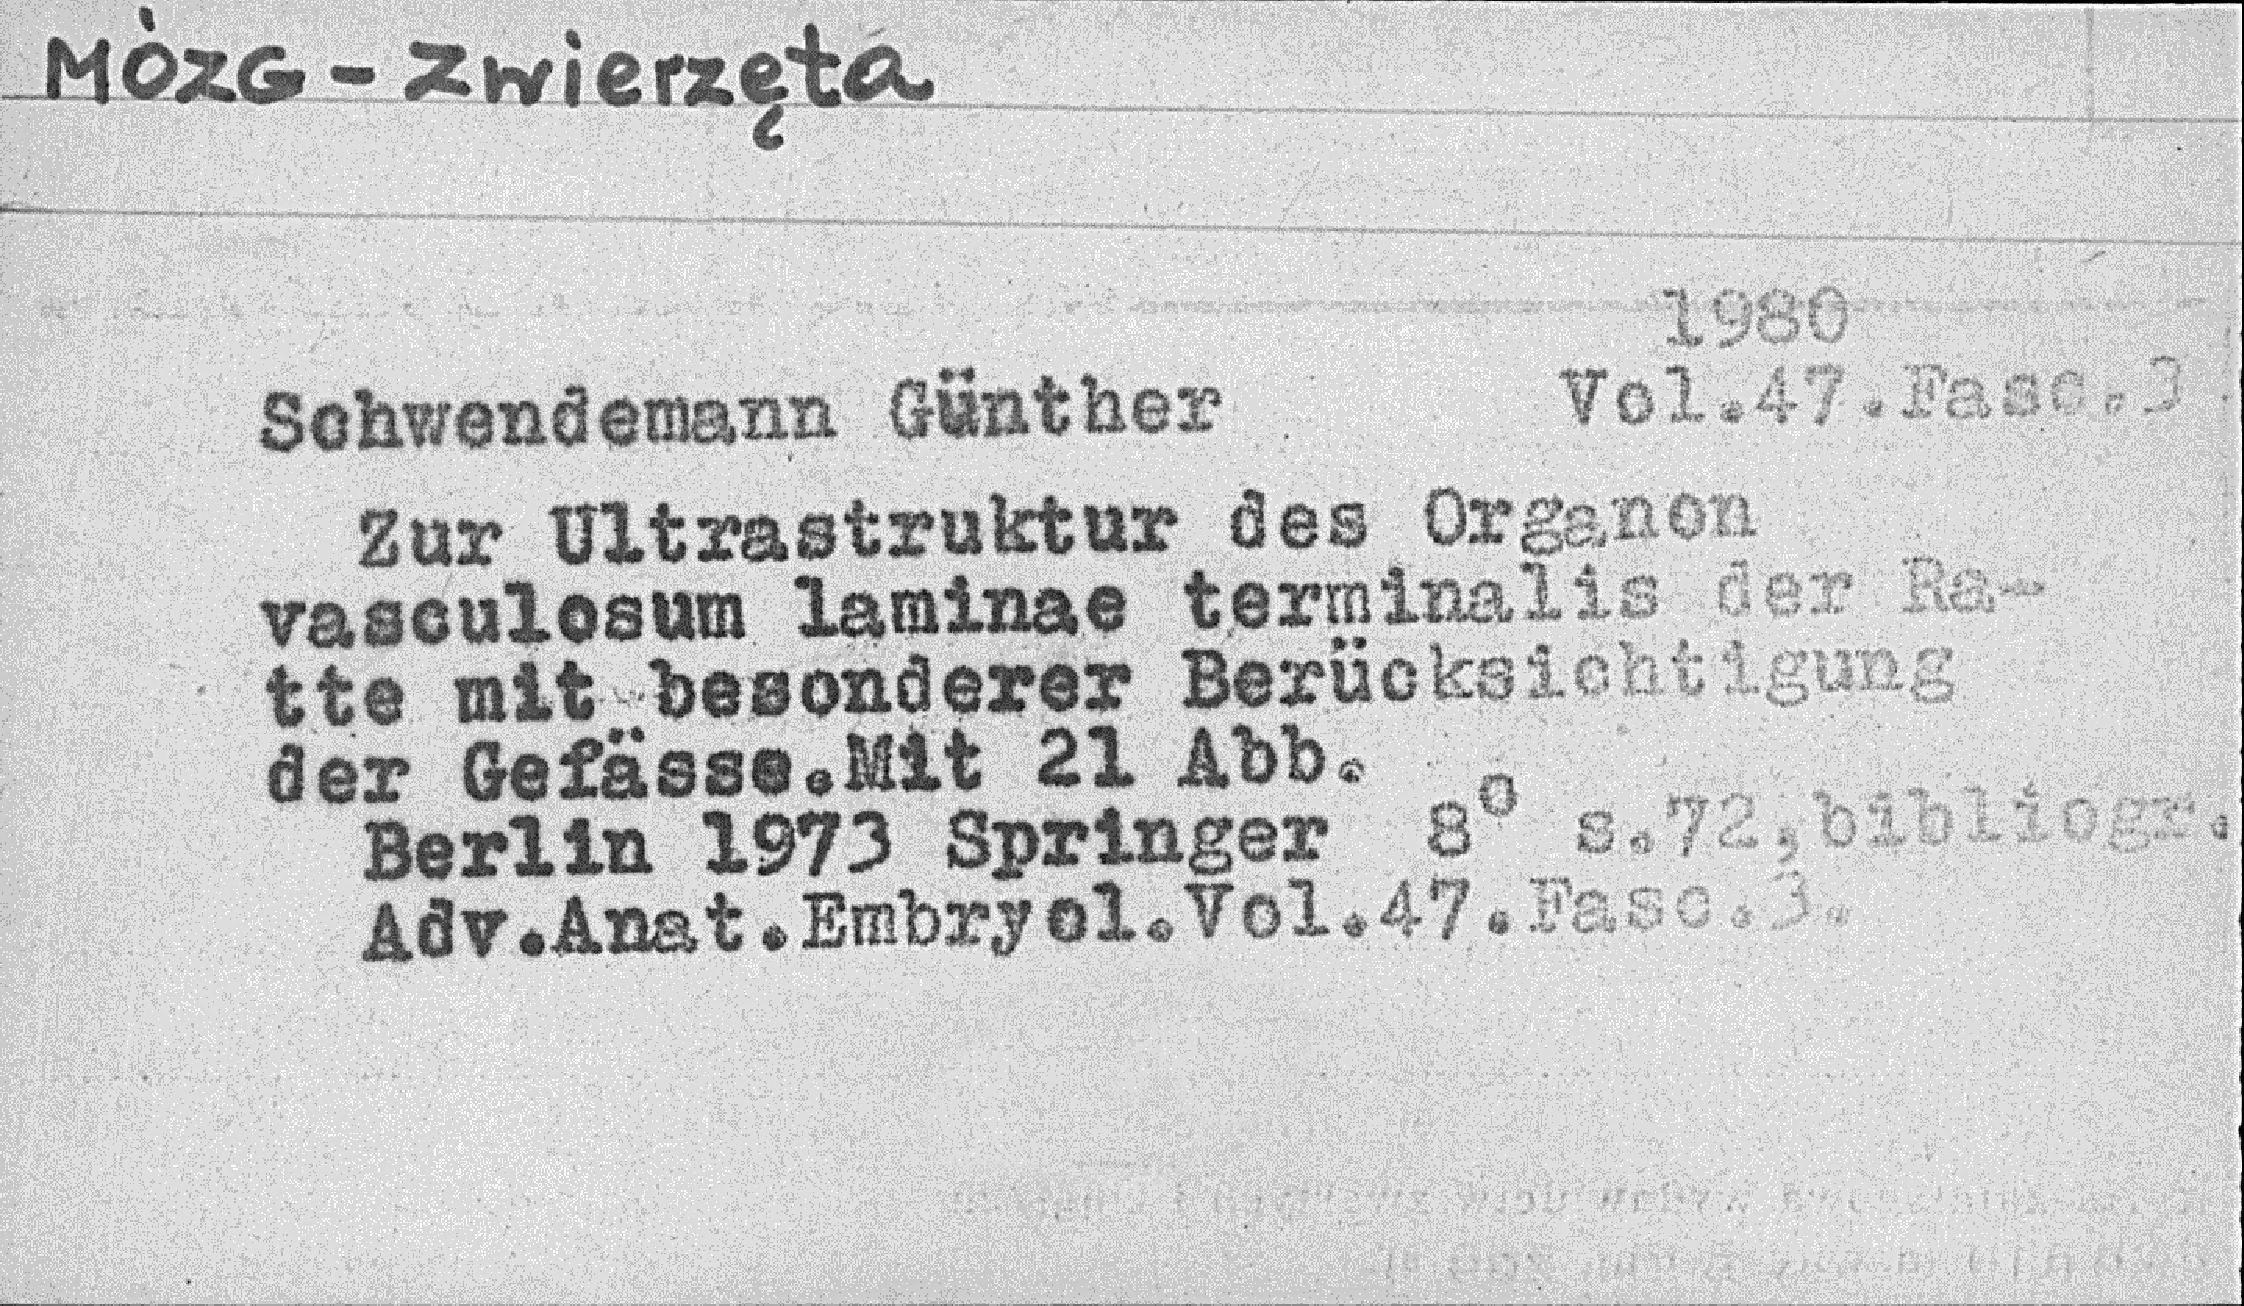 MÓZG - zwierzęta
1980
Schwendemann Günther Vol.47.Fasc.3
Zur Ultrastruktur des Organon
vasculosum laminae terminalis der Ra-
tte mit besonderer Berücksichtigung
der Gefässe.Mit 21 Abb.
Berlin 1973 Springer 8° s.72,bibliogr.
Adv.Anat.Embryol.Vol.47.Fasc.3.